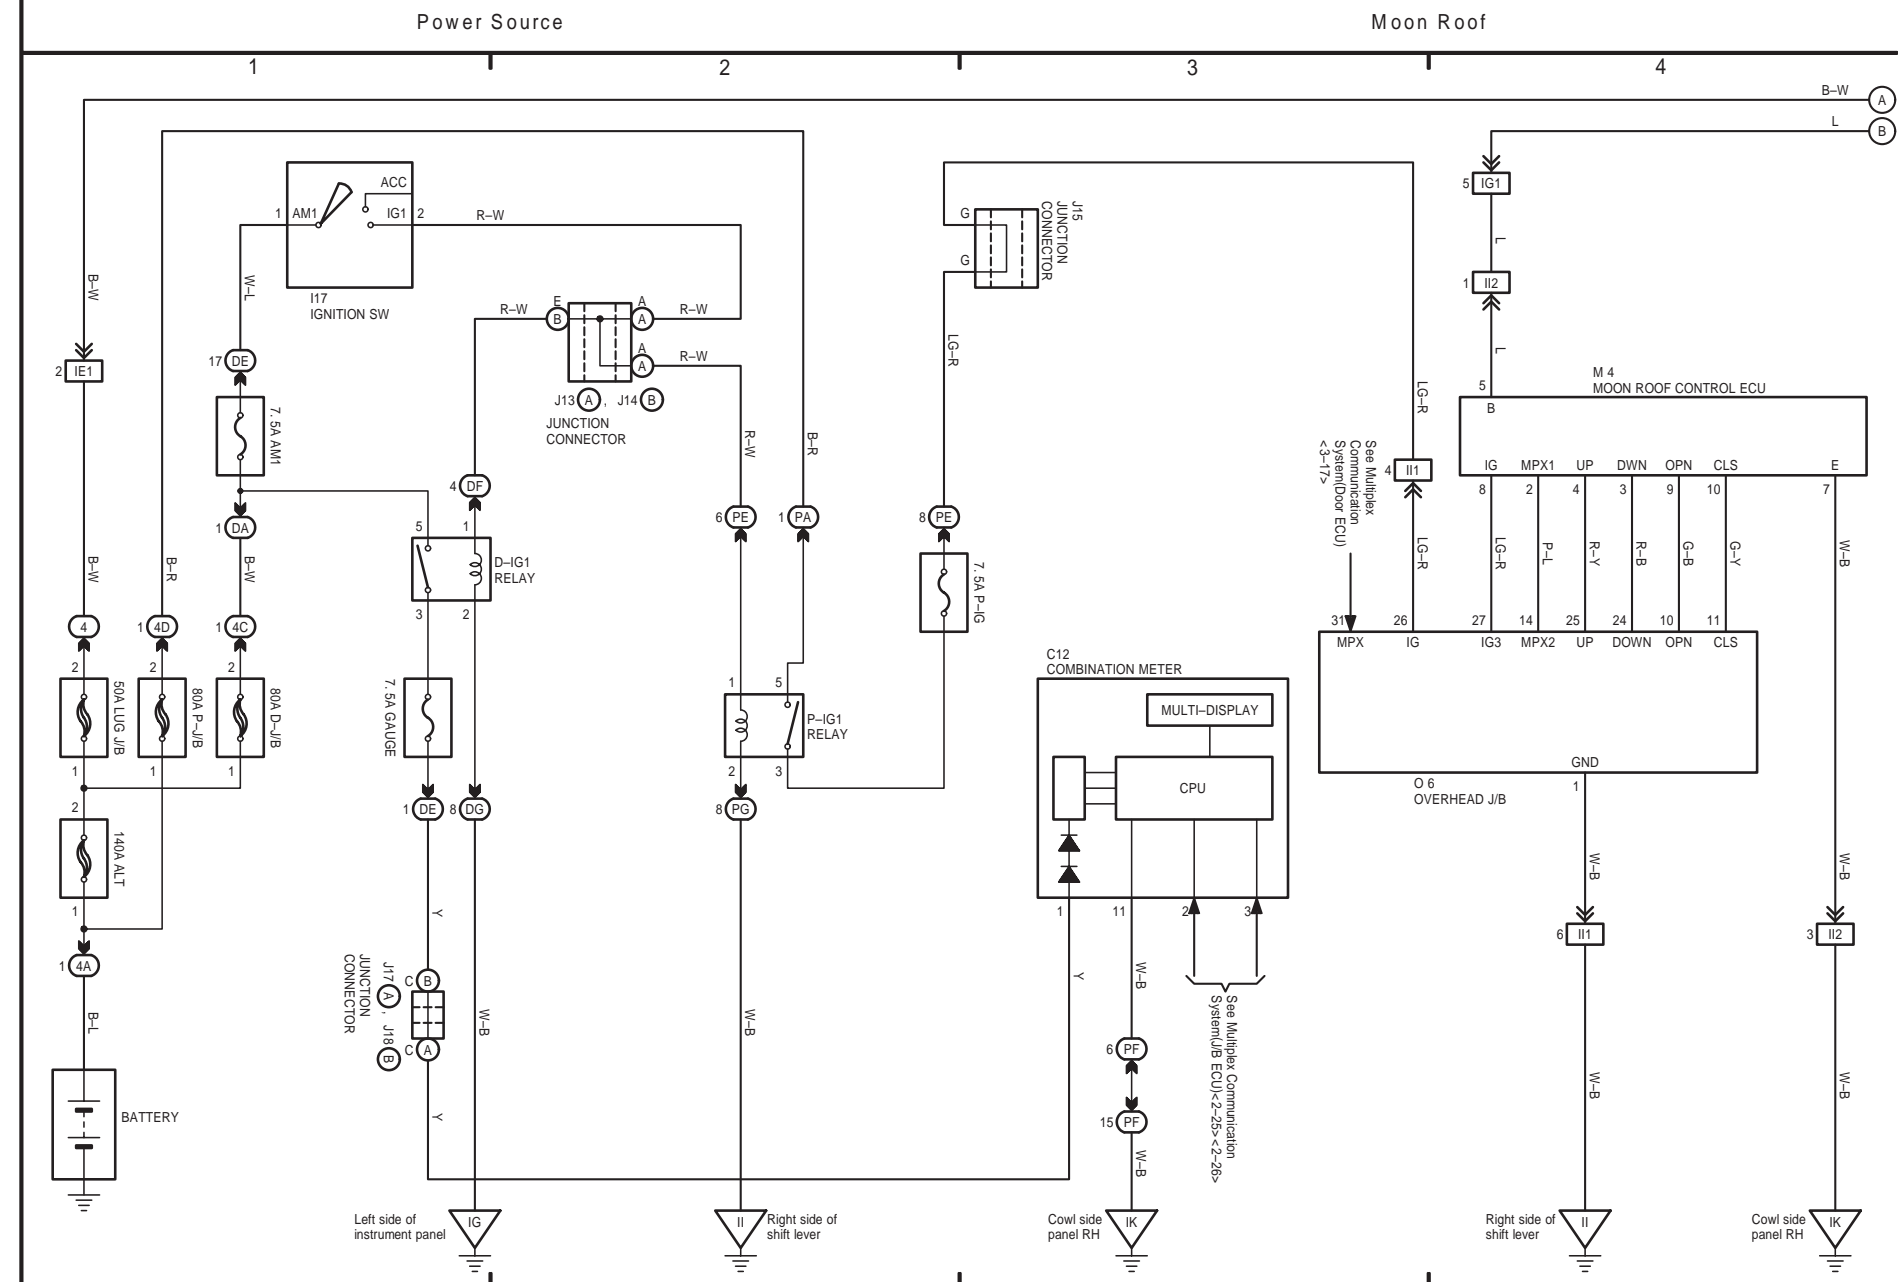 Power Source
Moon Roof
1
2
3
4
B–W
A
L
B
ACC
1
AM1
IG1
2
R–W
I17
IGNITION SW
B–W
W–L
2
IE1
17
DE
7. 5A AM1
1
DA
B–W
B–R
B–W
4
1
4D
1
4C
2
2
2
50A LUG J/B
80A P–J/B
80A D–J/B
1
1
1
2
140A ALT
1
1
4A
B–L
BATTERY
R–W
E
B
A
A
R–W
A
A
R–W
J13
A
,
J14
B
JUNCTION
CONNECTOR
4
DF
5
1
D–IG1
RELAY
3
2
7. 5A GAUGE
1
DE
8
DG
Y
JUNCTION
CONNECTOR
J17
A
,
J18
B
C
B
C
A
W–B
Y
Left side of
instrument panel
IG
R–W
B–R
6
PE
1
PA
1
5
P–IG1
RELAY
2
3
8
PG
W–B
II
Right side of
shift lever
G
G
J15
JUNCTION
CONNECTOR
LG–R
8
PE
7. 5A P–IG
C12
COMBINATION METER
MULTI–DISPLAY
CPU
1
11
2
3
Y
W–B
See Multiplex Communication
System(J/B ECU)<2–25><2–26>
6
PF
15
PF
W–B
Cowl side
panel RH
IK
LG–R
See Multiplex
Communication
System(Door ECU)
<3–17>
4
II1
LG–R
5
IG1
L
1
II2
L
M 4
MOON ROOF CONTROL ECU
5
B
IG
MPX1
UP
DWN
OPN
CLS
E
8
2
4
3
9
10
7
LG–R
P–L
R–Y
R–B
G–B
G–Y
W–B
31
26
27
14
25
24
10
11
MPX
IG
IG3
MPX2
UP
DOWN
OPN
CLS
GND
O 6
OVERHEAD J/B
1
W–B
W–B
6
II1
3
II2
W–B
W–B
Right side of
shift lever
II
Cowl side
panel RH
IK